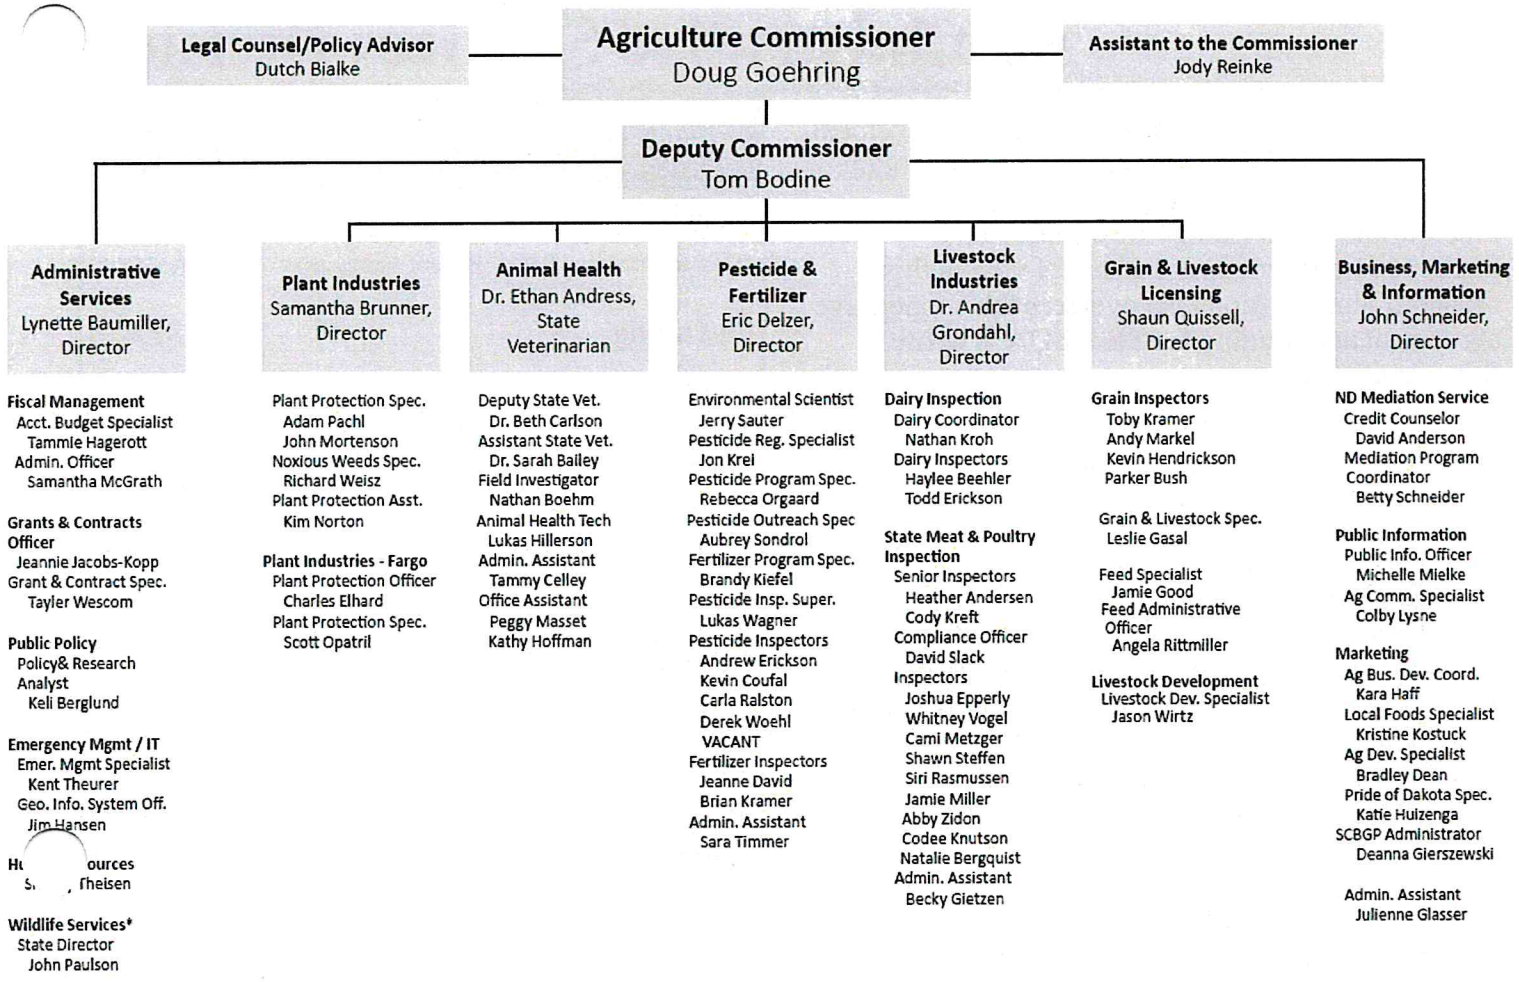 Legal Counsel/Policy Advisor
Dutch Bialke
Agriculture Commissioner
Doug Goehring
Assistant to the Commissioner
Jody Reinke
Deputy Commissioner
Tom Bodine
Administrative
Services
Lynette Baumiller,
Director
Fiscal Management
Acct. Budget Specialist
Tammie Hagerott
Admin. Officer
Samantha McGrath
Grants & Contracts
Officer
Jeannie Jacobs-Kopp
Grant & Contract Spec.
Tayler Wescom
Public Policy
Policy& Research
Analyst
Keli Berglund
Emergency Mgmt / IT
Emer. Mgmt Specialist
Kent Theurer
Geo. Info. System Off.
Jim Hansen
ources
Theisen
Wildlife Services*
State Director
John Paulson
Plant Industries
Samantha Brunner,
Director
Plant Protection Spec.
Adam Pachl
John Mortenson
Noxious Weeds Spec.
Richard Weisz
Plant Protection Asst.
Kim Norton
Plant Industries - Fargo
Plant Protection Officer
Charles Elhard
Plant Protection Spec.
Scott Opatril
Animal Health
Dr. Ethan Andress,
State
Veterinarian
Deputy State Vet.
Dr. Beth Carlson
Assistant State Vet.
Dr. Sarah Bailey
Field Investigator
Nathan Boehm
Animal Health Tech
Lukas Hillerson
Admin. Assistant
Tammy Celley
Office Assistant
Peggy Masset
Kathy Hoffman
Pesticide &
Fertilizer
Eric Delzer,
Director
Environmental Scientist
Jerry Sauter
Pesticide Reg. Specialist
Jon Krei
Pesticide Program Spec.
Rebecca Orgaard
Pesticide Outreach Spec
Aubrey Sondrol
Fertilizer Program Spec.
Brandy Kiefel
Pesticide Insp. Super.
Lukas Wagner
Pesticide Inspectors
Andrew Erickson
Kevin Coufal
Carla Ralston
Derek Woehl
VACANT
Fertilizer Inspectors
Jeanne David
Brian Kramer
Admin. Assistant
Sara Timmer
Livestock
Industries
Dr. Andrea
Grondahl,
Director
Dairy Inspection
Dairy Coordinator
Nathan Kroh
Dairy Inspectors
Haylee Beehler
Todd Erickson
State Meat & Poultry
Inspection
Senior Inspectors
Heather Andersen
Cody Kreft
Compliance Officer
David Slack
Inspectors
Joshua Epperly
Whitney Vogel
Cami Metzger
Shawn Steffen
Siri Rasmussen
Jamie Miller
Abby Zidon
Codee Knutson
Natalie Bergquist
Admin. Assistant
Becky Gietzen
Grain & Livestock
Licensing
Shaun Quissell,
Director
Grain Inspectors
Toby Kramer
Andy Markel
Kevin Hendrickson
Parker Bush
Grain & Livestock Spec.
Leslie Gasal
Feed Specialist
Jamie Good
Feed Administrative
Officer
Angela Rittmiller
Livestock Development
Livestock Dev. Specialist
Jason Wirtz
Business, Marketing
& Information
John Schneider,
Director
ND Mediation Service
Credit Counselor
David Anderson
Mediation Program
Coordinator
Betty Schneider
Public Information
Public Info. Officer
Michelle Mielke
Ag Comm. Specialist
Colby Lysne
Marketing
Ag Bus. Dev. Coord.
Kara Haff
Local Foods Specialist
Kristine Kostuck
Ag Dev. Specialist
Bradley Dean
Pride of Dakota Spec.
Katie Huizenga
SCBGP Administrator
Deanna Gierszewski
Admin. Assistant
Julienne Glasser